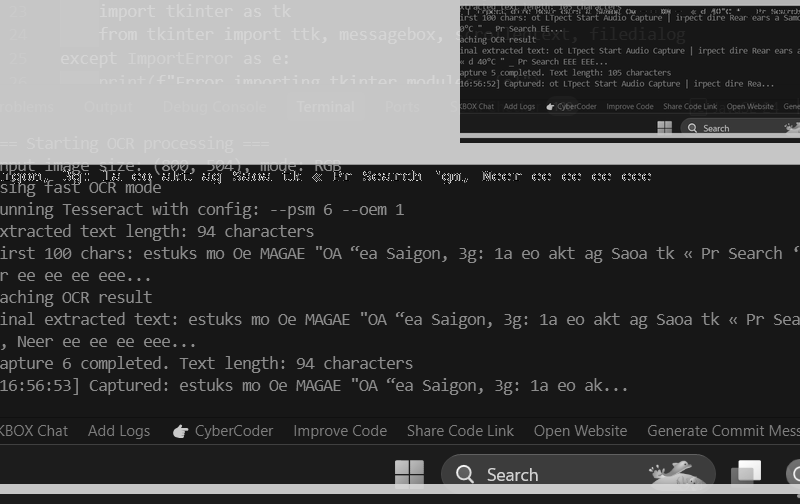 import tkinter as tk
from tkinter import ttk, messagebox, text, filedialog
except ImportError as e:
print(f"Error importing tkinter modul
roblems Output Debug Console Terminal Ports
irst 100 chars: ot LTpect Start Audio Capture | irpect dire Rear ears a Samo
0°C " _ Pr Search EE...
aching OCR result
inal extracted text: ot LTpect Start Audio Capture | irpect dire Rear ears a
« d 40°C " _ Pr Search EEE EEE...
apture 5 completed. Text length: 105 characters
16:56:52] Captured: ot LTpect Start Audio Capture | irpect dire Rea...
KBOX Chat Add Logs CyberCoder Improve Code Share Code Link Open Website Gene
Search
== Starting OCR processing ===
nput image size: (800, 504), mode: RGB
sing fast OCR mode
unning Tesseract with config: --psm 6 --oem 1
xtracted text length: 94 characters
irst 100 chars: estuks mo Oe MAGAE "OA “ea Saigon, 3g: 1a eo akt ag Saoa tk « Pr Search ‘
r ee ee ee eee...
aching OCR result
inal extracted text: estuks mo Oe MAGAE "OA “ea Saigon, 3g: 1a eo akt ag Saoa tk « Pr Sea
, Neer ee ee ee eee...
apture 6 completed. Text length: 94 characters
16:56:53] Captured: estuks mo Oe MAGAE "OA “ea Saigon, 3g: 1a eo ak...
KBOX Chat Add Logs CyberCoder Improve Code Share Code Link Open Website Generate Commit Mess
Search